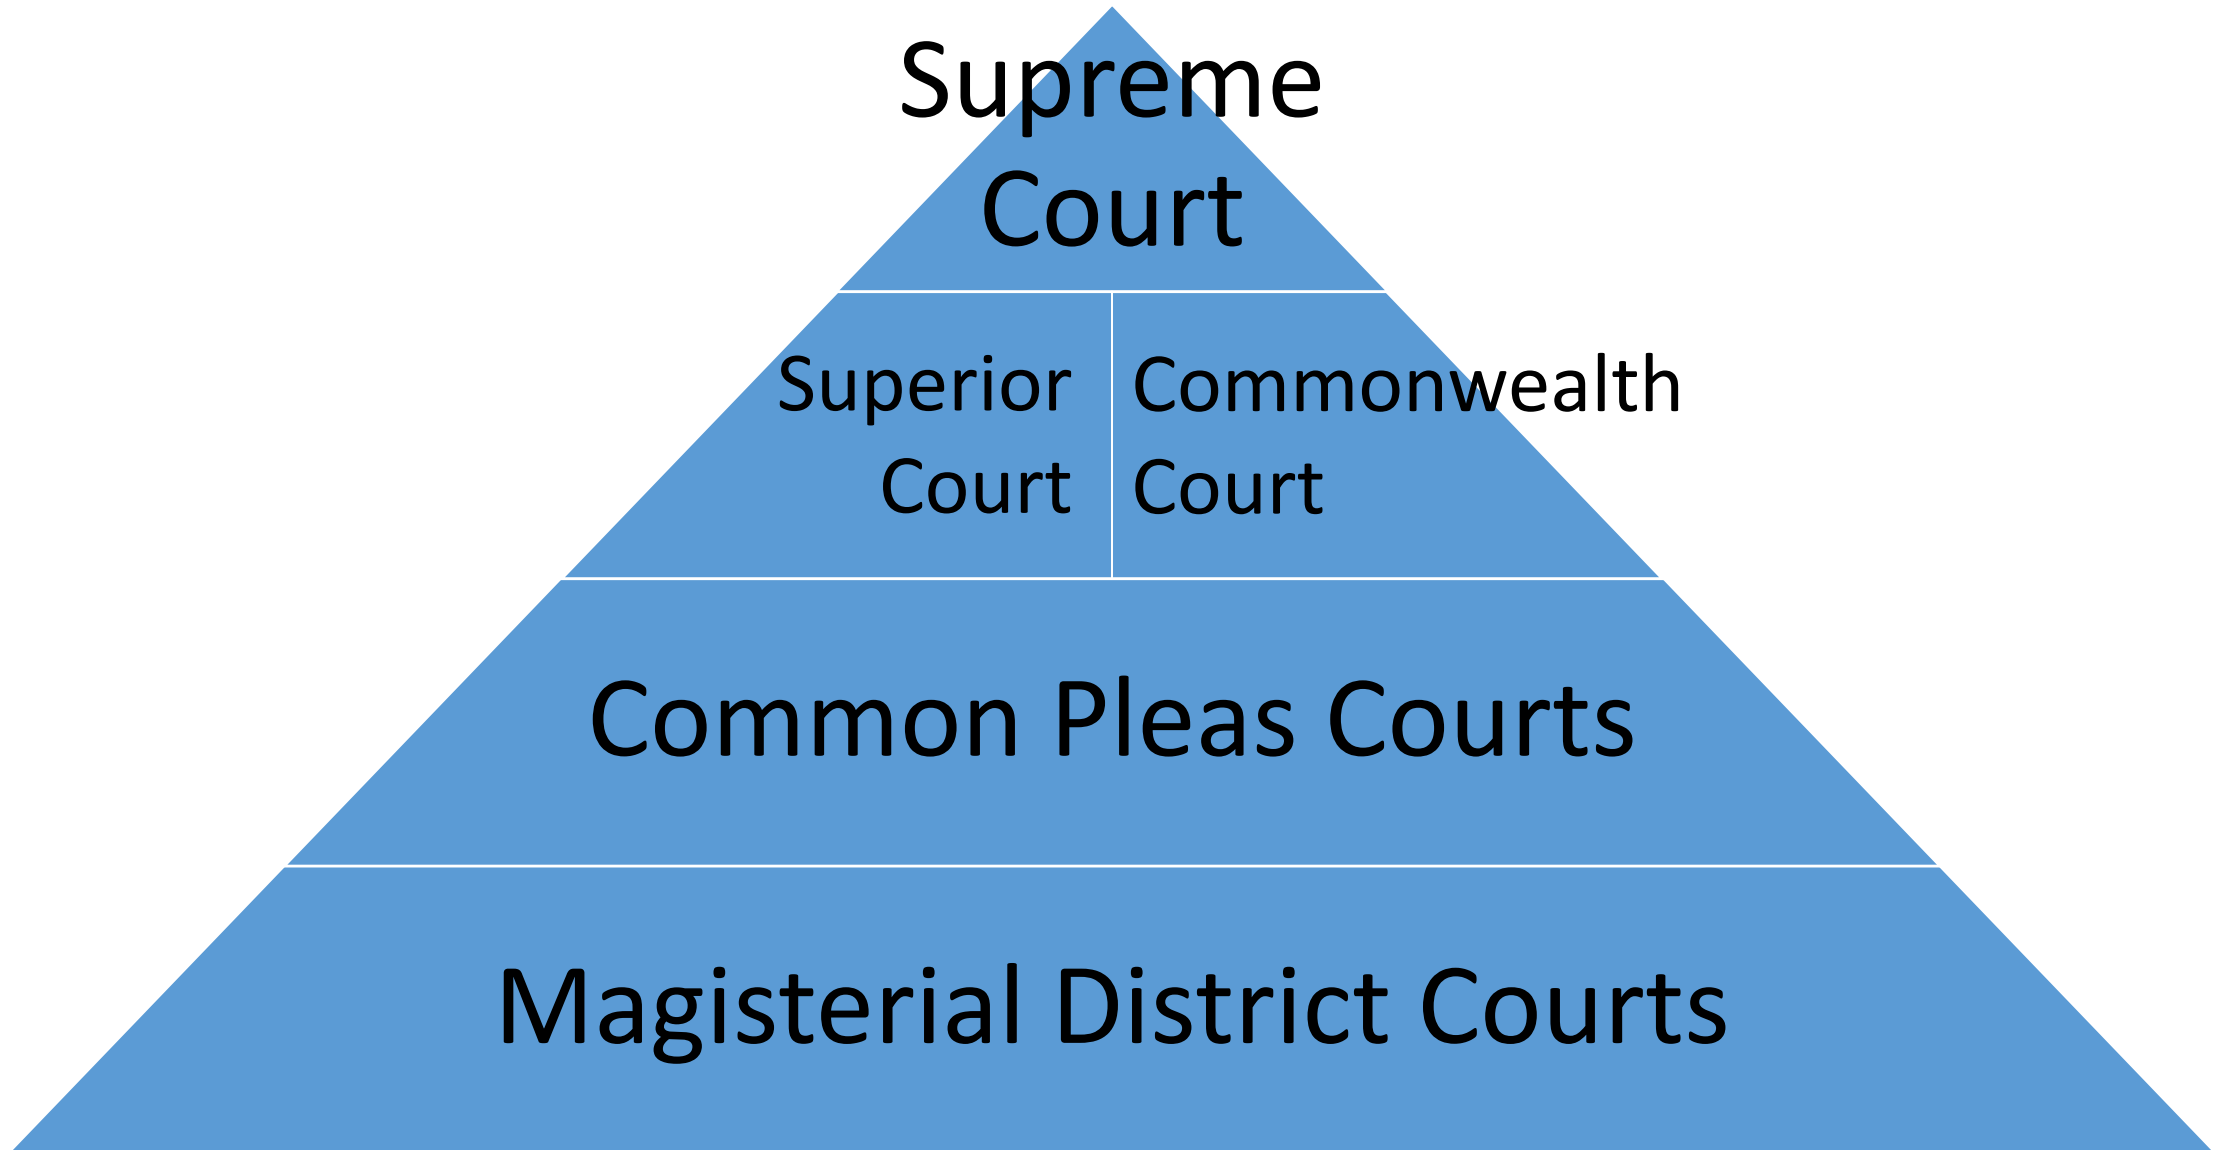 Supreme
Court
Superior
Court
Commonwealth
Court
Common Pleas Courts
Magisterial District Courts